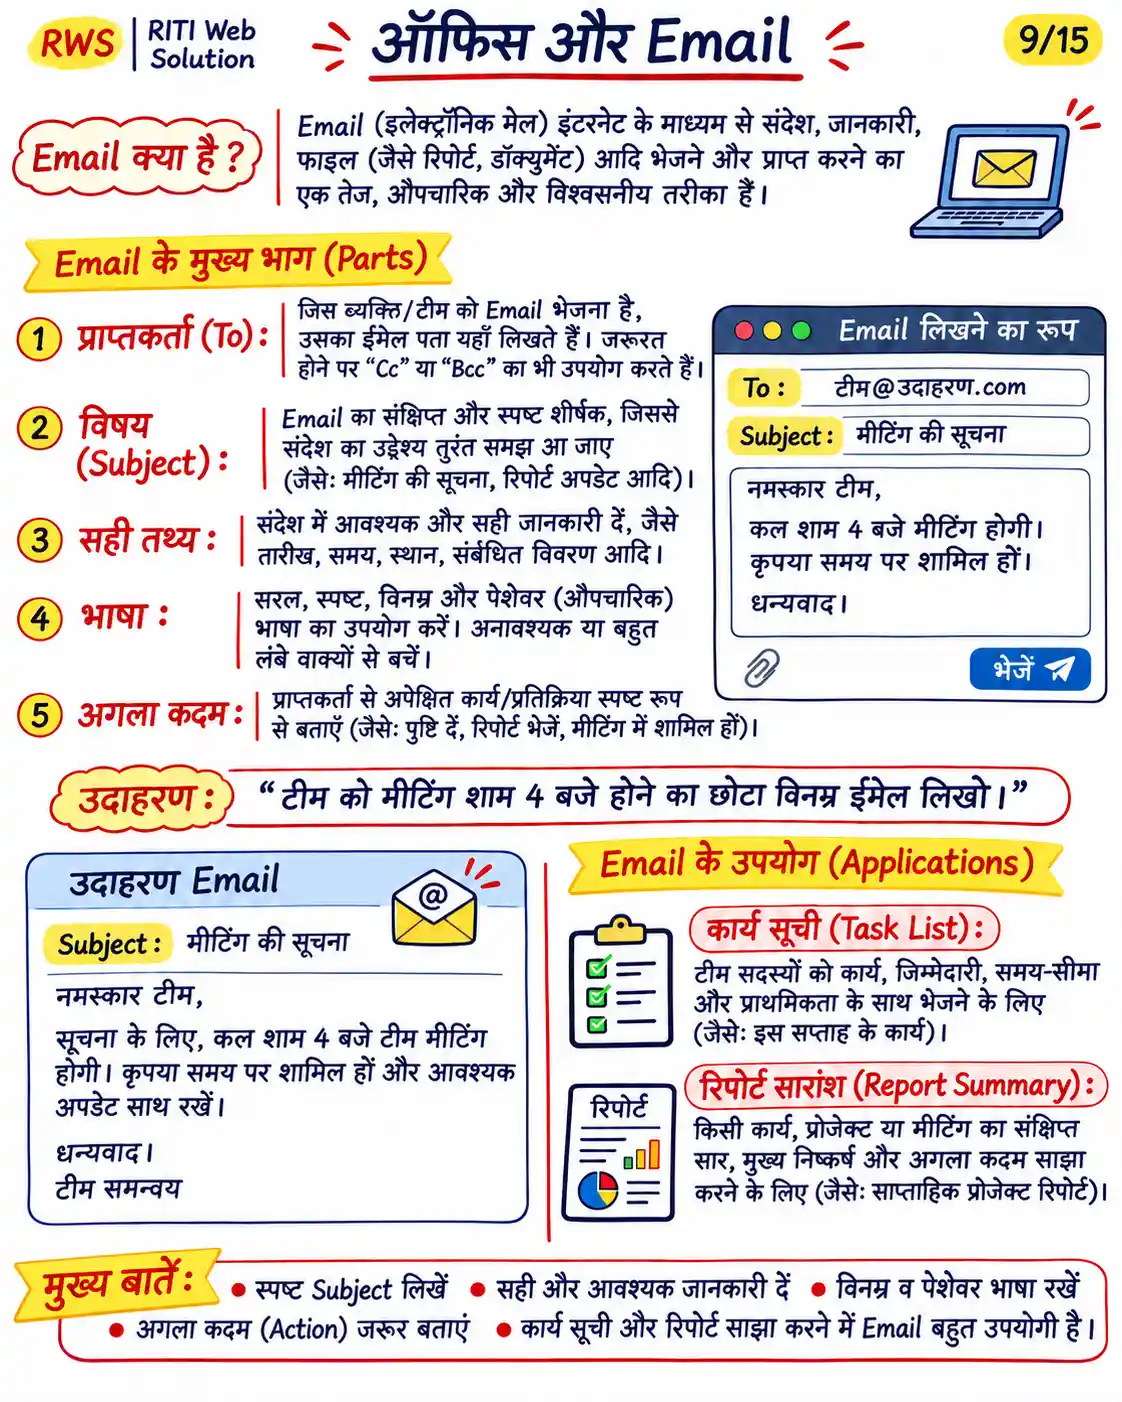 RWS
RITI Web
Solution
ऑफिस और Email
9/15
Email क्या है ?
Email (इलेक्ट्रॉनिक मेल) इंटरनेट के माध्यम से संदेश, जानकारी,
फाइल (जैसे रिपोर्ट, डॉक्युमेंट) आदि भेजने और प्राप्त करने का
एक तेज, औपचारिक और विश्वसनीय तरीका हैं।
Email के मुख्य भाग (Parts)
1 प्राप्तकर्ता (To) :
जिस व्यक्ति/टीम को Email भेजना है,
उसका ईमेल पता यहाँ लिखते हैं। जरूरत
होने पर “Cc” या “Bcc” का भी उपयोग करते हैं।
2 विषय
(Subject) :
Email का संक्षिप्त और स्पष्ट शीर्षक, जिससे
संदेश का उद्देश्य तुरंत समझ आ जाए
(जैसेः मीटिंग की सूचना, रिपोर्ट अपडेट आदि)।
3 सही तथ्य :
संदेश में आवश्यक और सही जानकारी दें, जैसे
तारीख, समय, स्थान, संबंधित विवरण आदि।
4 भाषा :
सरल, स्पष्ट, विनम्र और पेशेवर (औपचारिक)
भाषा का उपयोग करें। अनावश्यक या बहुत
लंबे वाक्यों से बचें।
5 अगला कदम :
प्राप्तकर्ता से अपेक्षित कार्य/प्रतिक्रिया स्पष्ट रूप
से बताएँ (जैसेः पुष्टि दें, रिपोर्ट भेजें, मीटिंग में शामिल हों)।
Email लिखने का रूप
To : टीम@उदाहरण.com
Subject : मीटिंग की सूचना
नमस्कार टीम,
कल शाम 4 बजे मीटिंग होगी।
कृपया समय पर शामिल हों।
धन्यवाद।
भेजें
उदाहरण : “टीम को मीटिंग शाम 4 बजे होने का छोटा विनम्र ईमेल लिखो।”
उदाहरण Email
@
Subject : मीटिंग की सूचना
नमस्कार टीम,
सूचना के लिए, कल शाम 4 बजे टीम मीटिंग
होगी। कृपया समय पर शामिल हों और आवश्यक
अपडेट साथ रखें।
धन्यवाद।
टीम समन्वय
Email के उपयोग (Applications)
कार्य सूची (Task List) :
टीम सदस्यों को कार्य, जिम्मेदारी, समय-सीमा
और प्राथमिकता के साथ भेजने के लिए
(जैसेः इस सप्ताह के कार्य)।
रिपोर्ट
रिपोर्ट सारांश (Report Summary) :
किसी कार्य, प्रोजेक्ट या मीटिंग का संक्षिप्त
सार, मुख्य निष्कर्ष और अगला कदम साझा
करने के लिए (जैसेः साप्ताहिक प्रोजेक्ट रिपोर्ट)।
मुख्य बातें :
• स्पष्ट Subject लिखें • सही और आवश्यक जानकारी दें • विनम्र व पेशेवर भाषा रखें
• अगला कदम (Action) जरूर बताएं • कार्य सूची और रिपोर्ट साझा करने में Email बहुत उपयोगी है।